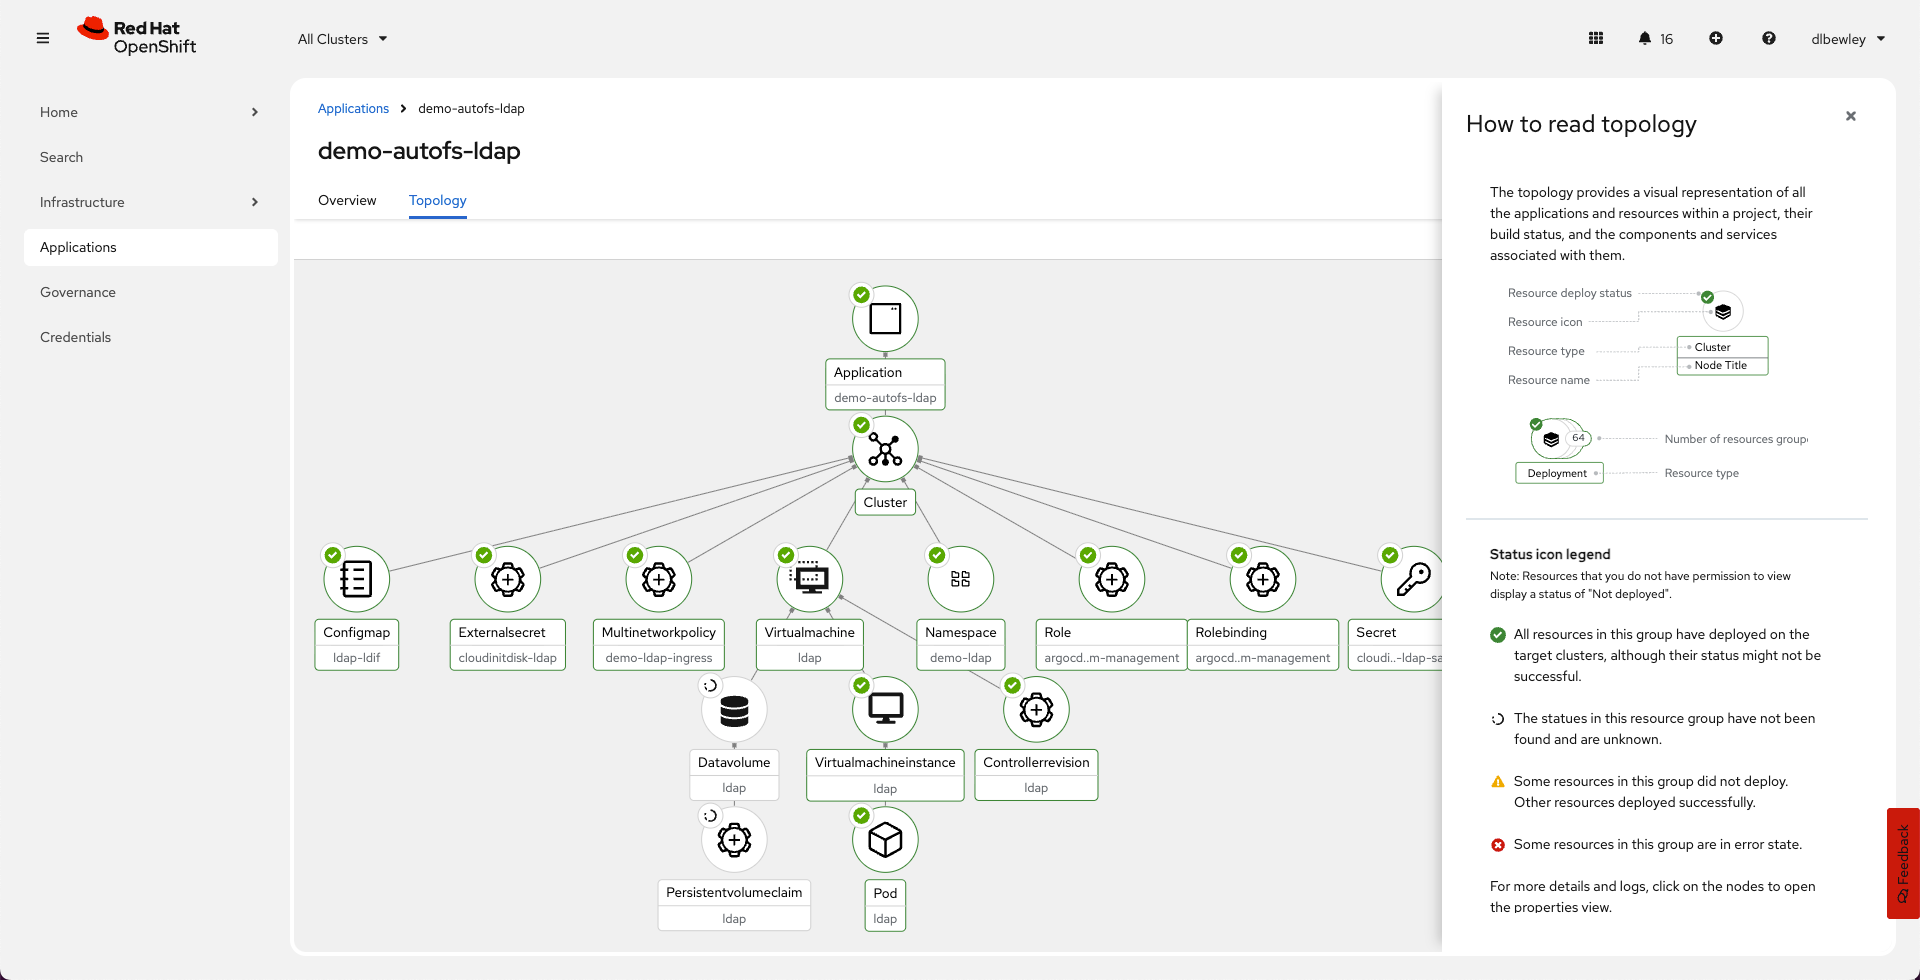 Red Hat
OpenShift
All Clusters
16
dlbewley
Home
Search
Infrastructure
Applications
Governance
Credentials
Applications
demo-autofs-ldap
demo-autofs-ldap
Overview
Topology
Application
demo-autofs-ldap
Cluster
Configmap
ldap-ldif
Externalsecret
cloudinitdisk-ldap
Multinetworkpolicy
demo-ldap-ingress
Virtualmachine
ldap
Namespace
demo-ldap
Role
argocd..m-management
Rolebinding
argocd..m-management
Secret
cloudi..-ldap-sa
Datavolume
ldap
Virtualmachineinstance
ldap
Controllerrevision
ldap
Persistentvolumeclaim
ldap
Pod
ldap
How to read topology
The topology provides a visual representation of all
the applications and resources within a project, their
build status, and the components and services
associated with them.
Resource deploy status
Resource icon
Resource type
Resource name
Cluster
Node Title
64
Number of resources group
Deployment
Resource type
Status icon legend
Note: Resources that you do not have permission to view
display a status of "Not deployed".
All resources in this group have deployed on the
target clusters, although their status might not be
successful.
The statues in this resource group have not been
found and are unknown.
Some resources in this group did not deploy.
Other resources deployed successfully.
Some resources in this group are in error state.
For more details and logs, click on the nodes to open
the properties view.
Feedback